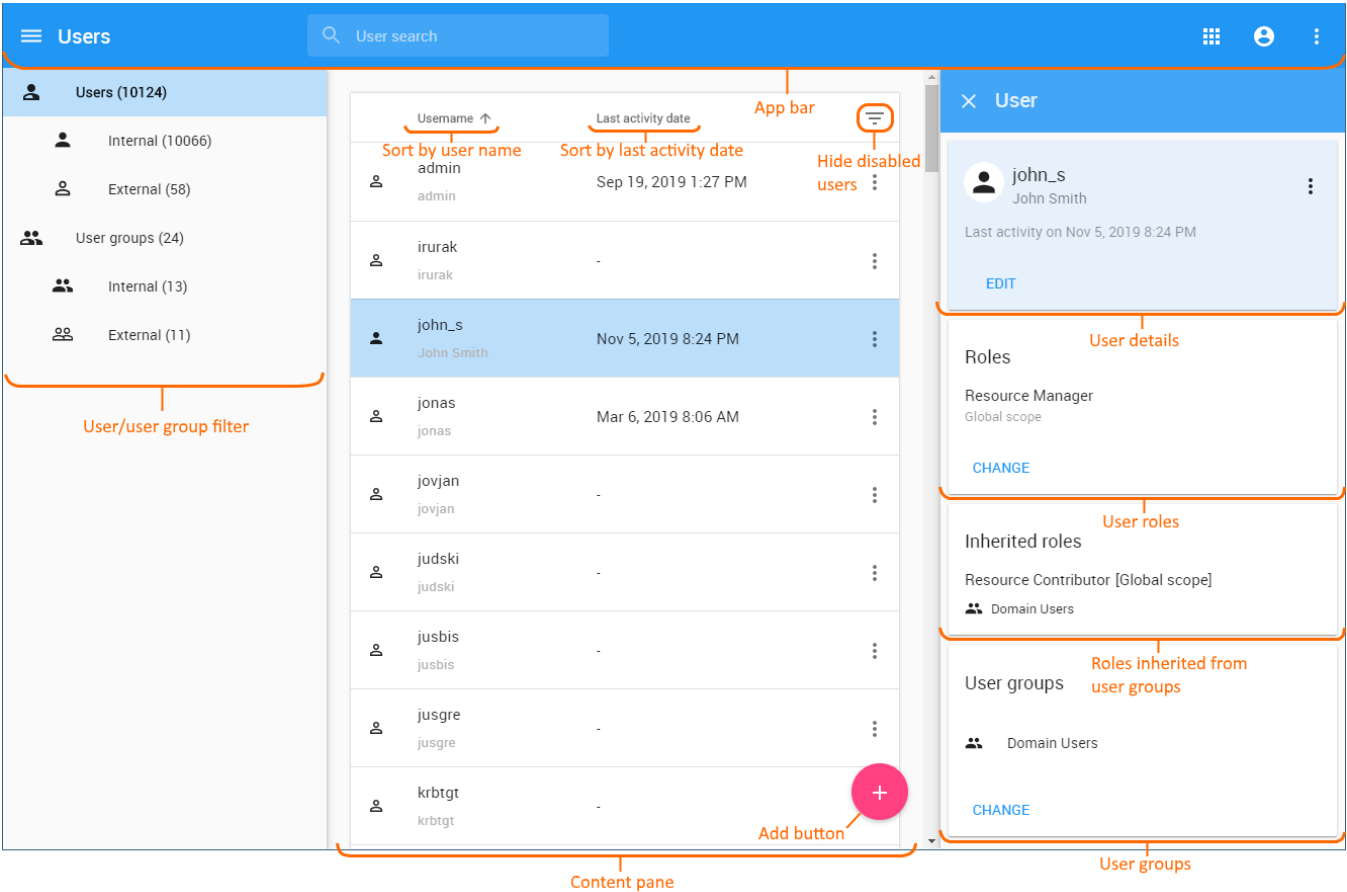 Users
User search
App bar
Users (10124)
Internal (10066)
External (58)
User groups (24)
Internal (13)
External (11)
User/user group filter
Username
Last activity date
Sort by user name
Sort by last activity date
Hide disabled
users
admin
admin
Sep 19, 2019 1:27 PM
irurak
irurak
-
john_s
John Smith
Nov 5, 2019 8:24 PM
jonas
jonas
Mar 6, 2019 8:06 AM
jovjan
jovjan
-
judski
judski
-
jusbis
jusbis
-
jusgre
jusgre
-
krbtgt
krbtgt
-
Add button
Content pane
User
john_s
John Smith
Last activity on Nov 5, 2019 8:24 PM
EDIT
User details
Roles
Resource Manager
Global scope
CHANGE
User roles
Inherited roles
Resource Contributor [Global scope]
Domain Users
Roles inherited from
user groups
User groups
Domain Users
CHANGE
User groups